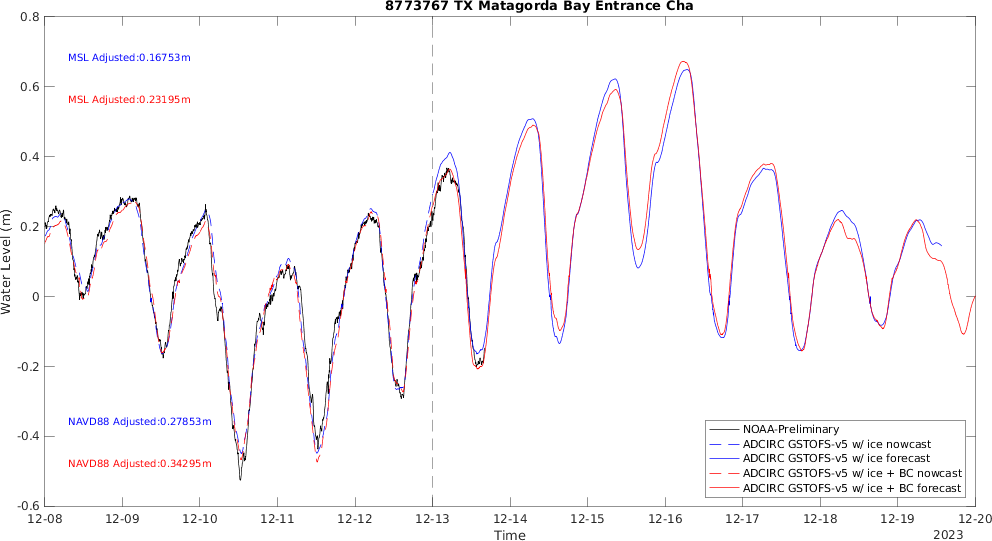 8773767 TX Matagorda Bay Entrance Cha
0.8
0.6
0.4
0.2
0
-0.2
-0.4
-0.6
Water Level (m)
MSL Adjusted:0.16753m
MSL Adjusted:0.23195m
NAVD88 Adjusted:0.27853m
NAVD88 Adjusted:0.34295m
NOAA-Preliminary
ADCIRC GSTOFS-v5 w/ ice nowcast
ADCIRC GSTOFS-v5 w/ ice forecast
ADCIRC GSTOFS-v5 w/ ice + BC nowcast
ADCIRC GSTOFS-v5 w/ ice + BC forecast
12-08 12-09 12-10 12-11 12-12 12-13 12-14 12-15 12-16 12-17 12-18 12-19 12-20
Time
2023